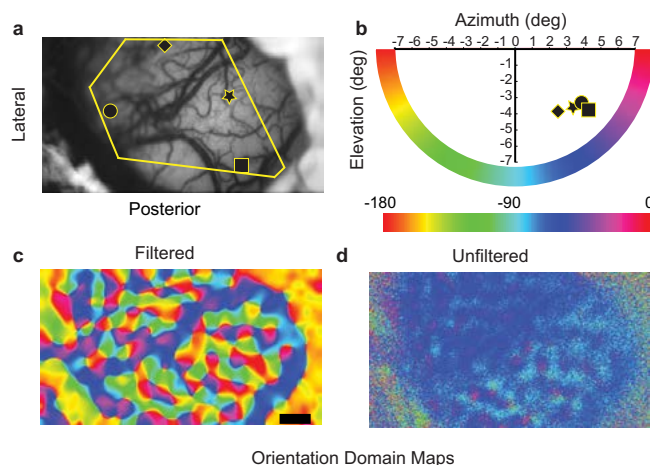 a
Lateral
Posterior
b
Azimuth (deg)
-7 -6 -5 -4 -3 -2 -1 0 1 2 3 4 5 6 7
Elevation (deg)
-1
-2
-3
-4
-5
-6
-7
-180 -90 0
c Filtered
d Unfiltered
Orientation Domain Maps